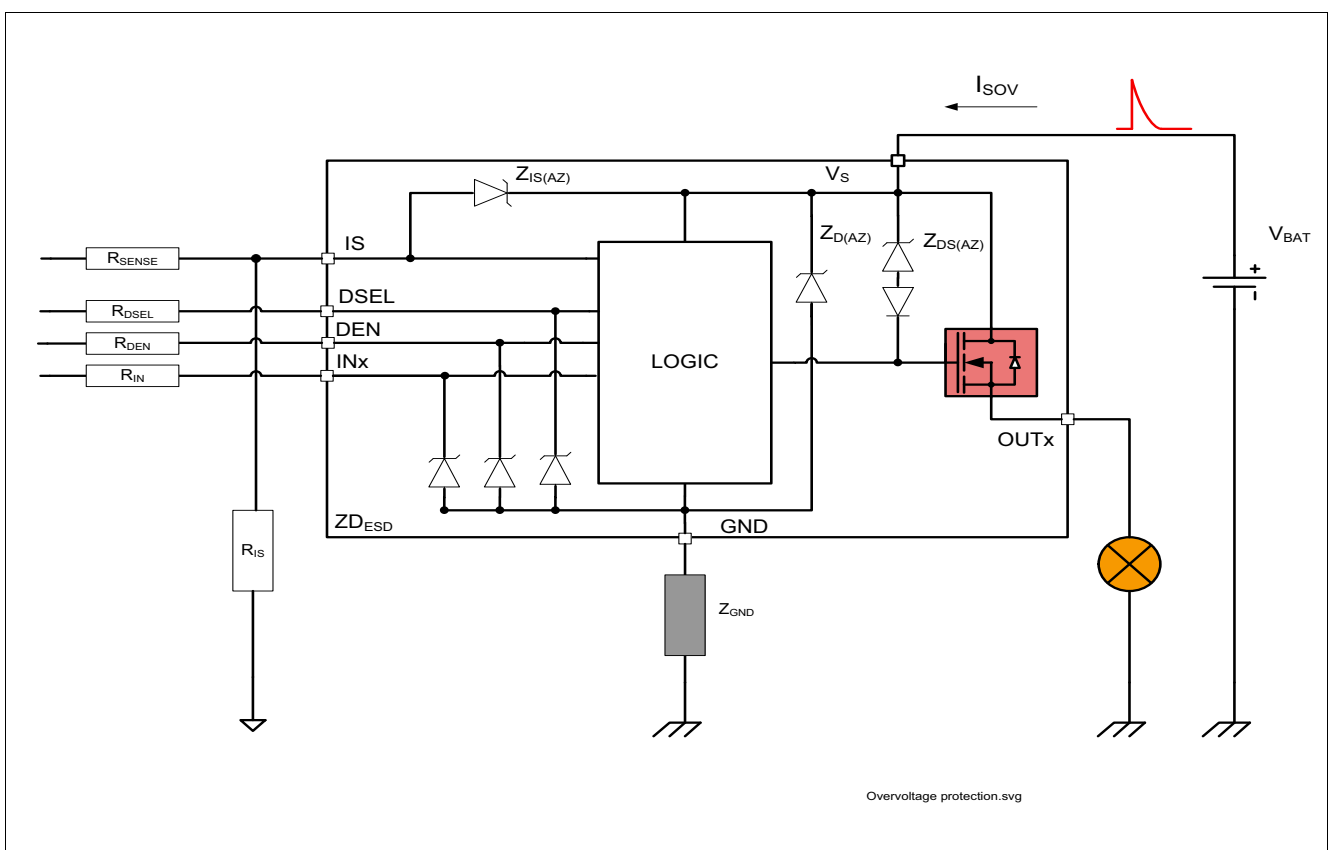 ISOV
ZIS(AZ)
VS
ZD(AZ)
ZDS(AZ)
VBAT
+
-
IS
RSENSE
DSEL
RDSEL
DEN
RDEN
INx
RIN
LOGIC
OUTx
ZDESD
GND
RIS
ZGND
Overvoltage protection.svg